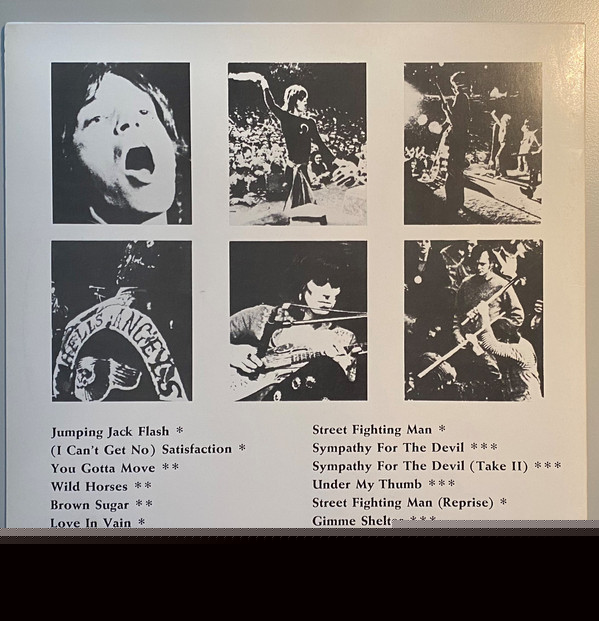 HELLS ANGELS
Jumping Jack Flash *
(I Can't Get No) Satisfaction *
You Gotta Move **
Wild Horses **
Brown Sugar **
Love In Vain *
Street Fighting Man *
Sympathy For The Devil ***
Sympathy For The Devil (Take II) ***
Under My Thumb ***
Street Fighting Man (Reprise) *
Gimme Shelter ***